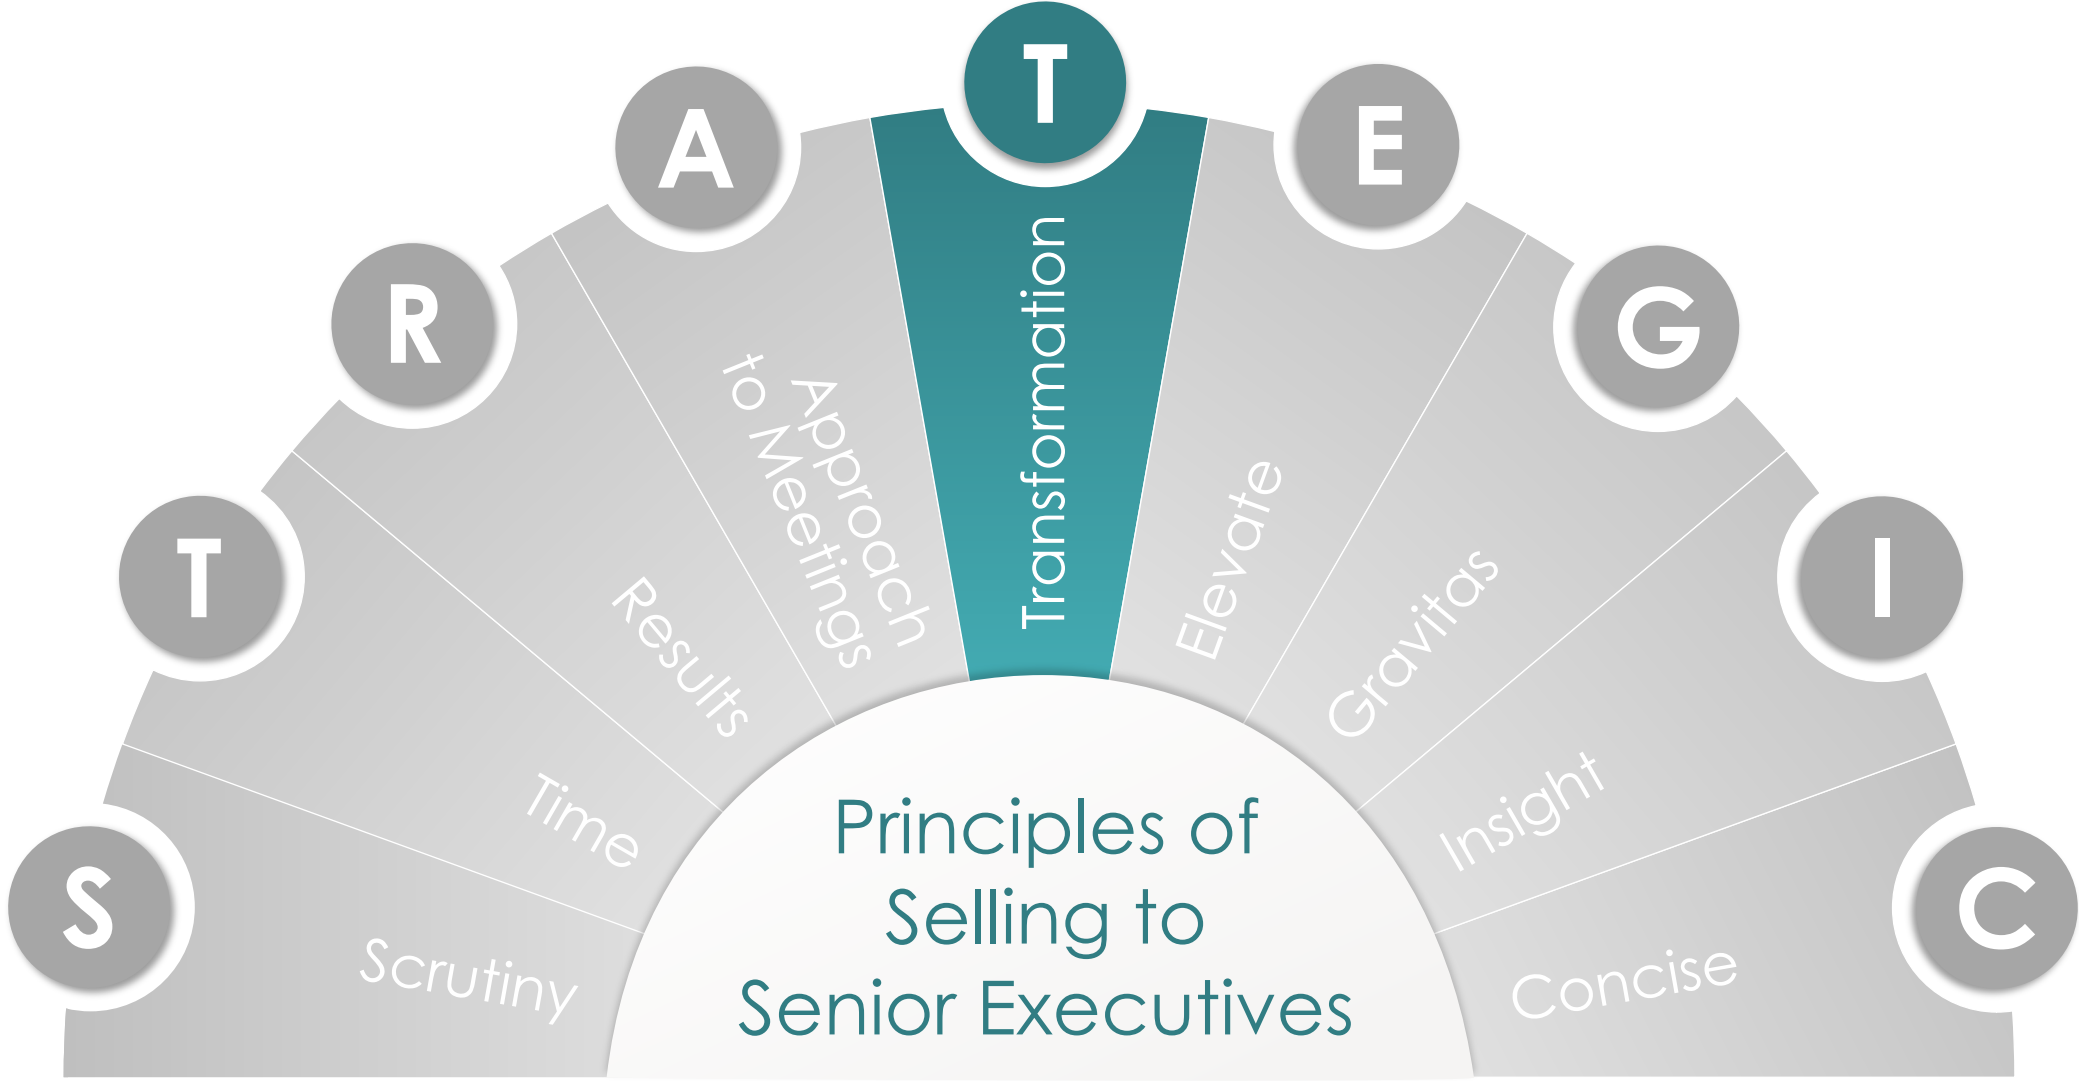 S
T
R
A
T
E
G
I
C
Scrutiny
Time
Results
Approach
to Meetings
Transformation
Elevate
Gravitas
Insight
Concise
Principles of
Selling to
Senior Executives